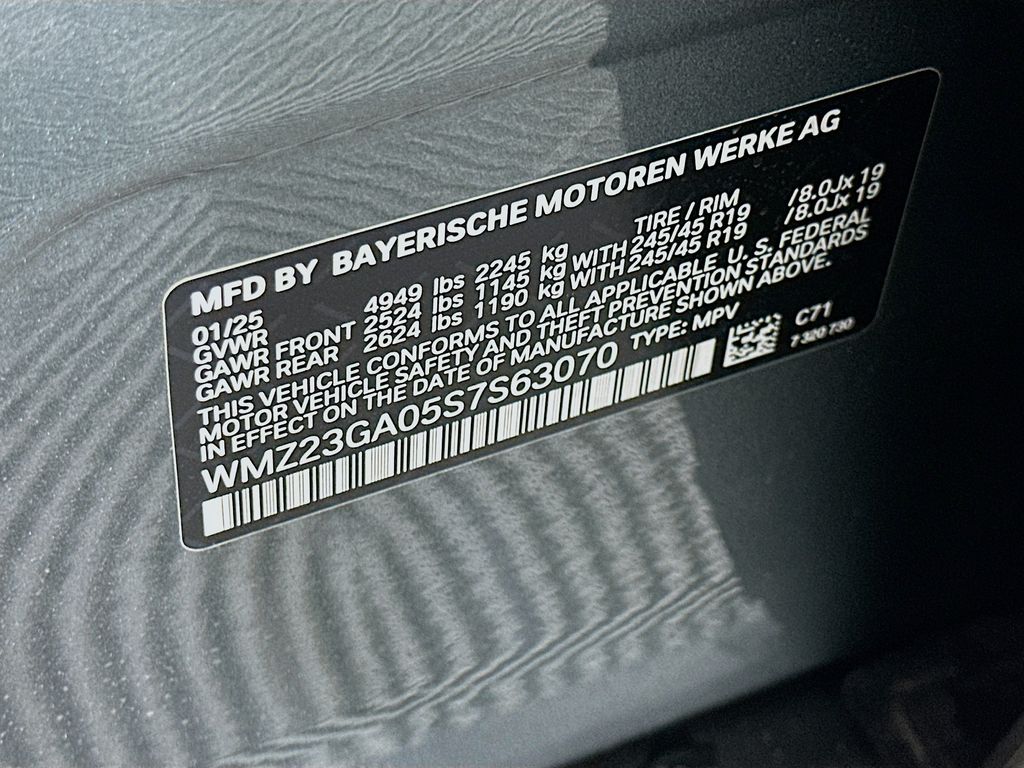 MFD BY BAYERISCHE MOTOREN WERKE AG
01/25 TIRE / RIM
GVWR 4949 lbs 2245 kg
GAWR FRONT 2524 lbs 1145 kg WITH 245/45 R19 /8.0Jx 19
GAWR REAR 2624 lbs 1190 kg WITH 245/45 R19 /8.0Jx 19
THIS VEHICLE CONFORMS TO ALL APPLICABLE U. S. FEDERAL
MOTOR VEHICLE SAFETY AND THEFT PREVENTION STANDARDS
IN EFFECT ON THE DATE OF MANUFACTURE SHOWN ABOVE.
WMZ23GA05S7S63070 TYPE: MPV C71
7 320 730